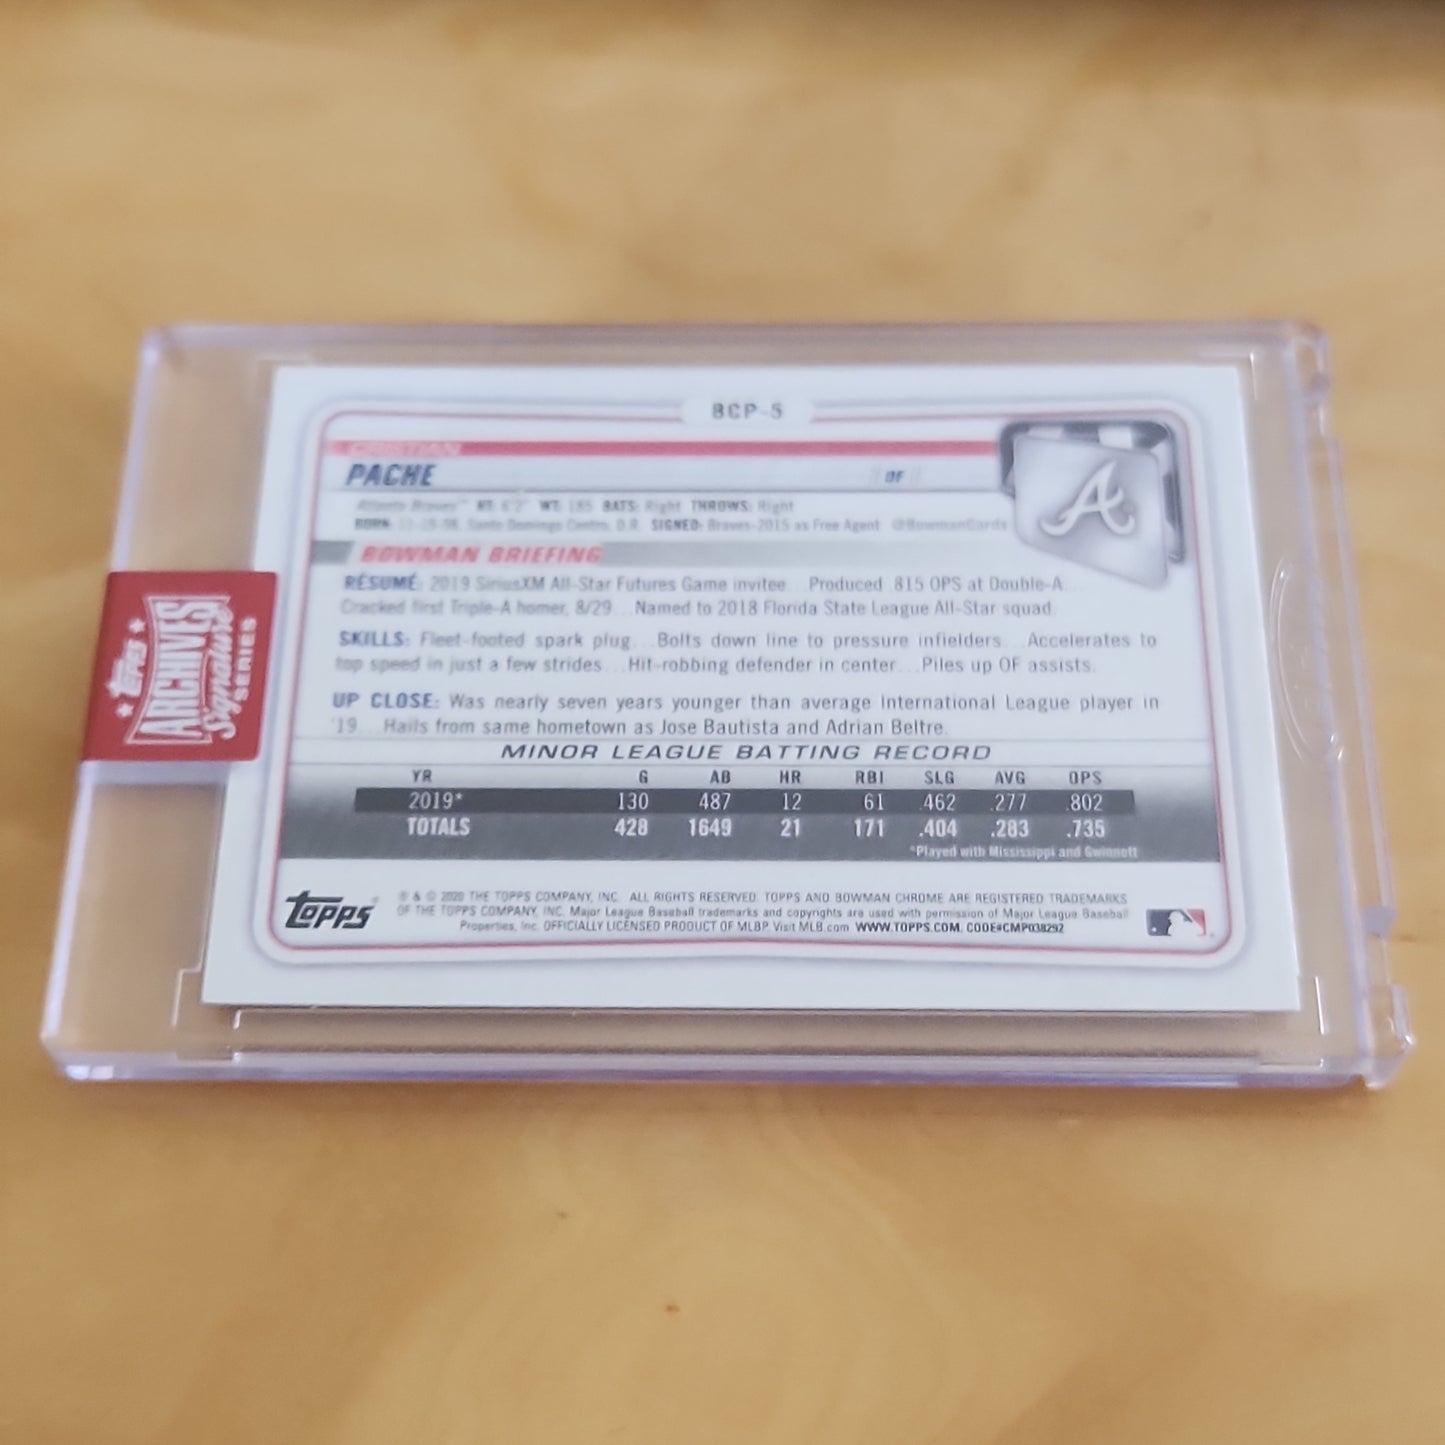 BCP-5
CRISTIAN
PACHE
OF
A
Atlanta Braves™ HT: 6'2" WT: 185 BATS: Right THROWS: Right
BORN: 11-19-98, Santo Domingo Centro, D.R. SIGNED: Braves-2015 as Free Agent @BowmanCards
BOWMAN BRIEFING
RÉSUMÉ: 2019 SiriusXM All-Star Futures Game invitee...Produced .815 OPS at Double-A...
Cracked first Triple-A homer, 8/29...Named to 2018 Florida State League All-Star squad.
SKILLS: Fleet-footed spark plug...Bolts down line to pressure infielders...Accelerates to
top speed in just a few strides...Hit-robbing defender in center...Piles up OF assists.
UP CLOSE: Was nearly seven years younger than average International League player in
'19...Hails from same hometown as Jose Bautista and Adrian Beltre.
MINOR LEAGUE BATTING RECORD
YR G AB HR RBI SLG AVG OPS
2019* 130 487 12 61 .462 .277 .802
TOTALS 428 1649 21 171 .404 .283 .735
*Played with Mississippi and Gwinnett
Topps
® & © 2020 THE TOPPS COMPANY, INC. ALL RIGHTS RESERVED. TOPPS AND BOWMAN CHROME ARE REGISTERED TRADEMARKS
OF THE TOPPS COMPANY, INC. Major League Baseball trademarks and copyrights are used with permission of Major League Baseball
Properties, Inc. OFFICIALLY LICENSED PRODUCT OF MLBP Visit MLB.com WWW.TOPPS.COM. CODE#CMP038292
Topps
ARCHIVES
Signature
SERIES